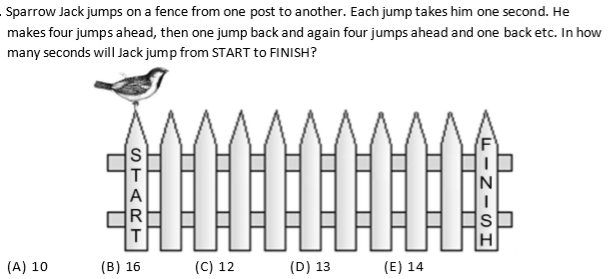 . Sparrow Jack jumps on a fence from one post to another. Each jump takes him one second. He
makes four jumps ahead, then one jump back and again four jumps ahead and one back etc. In how
many seconds will Jack jump from START to FINISH?
START
FINISH
(A) 10 (B) 16 (C) 12 (D) 13 (E) 14